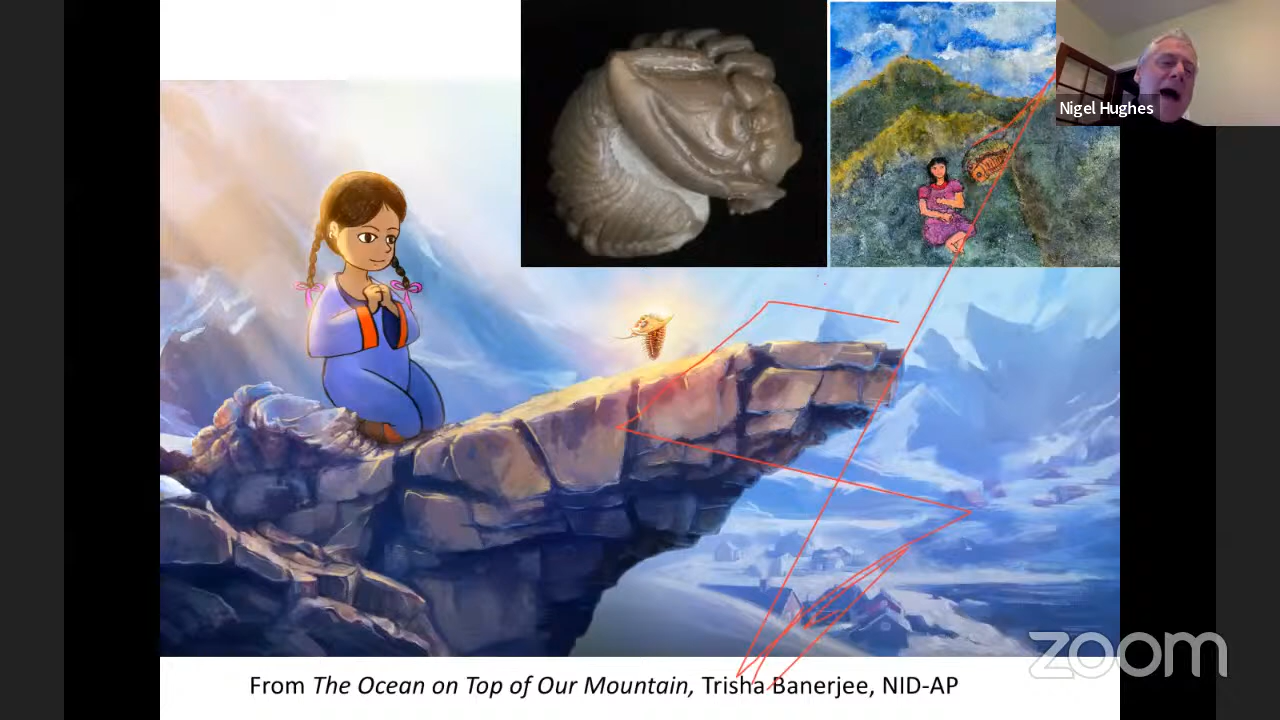 Nigel Hughes
From The Ocean on Top of Our Mountain, Trisha Banerjee, NID-AP
zoom